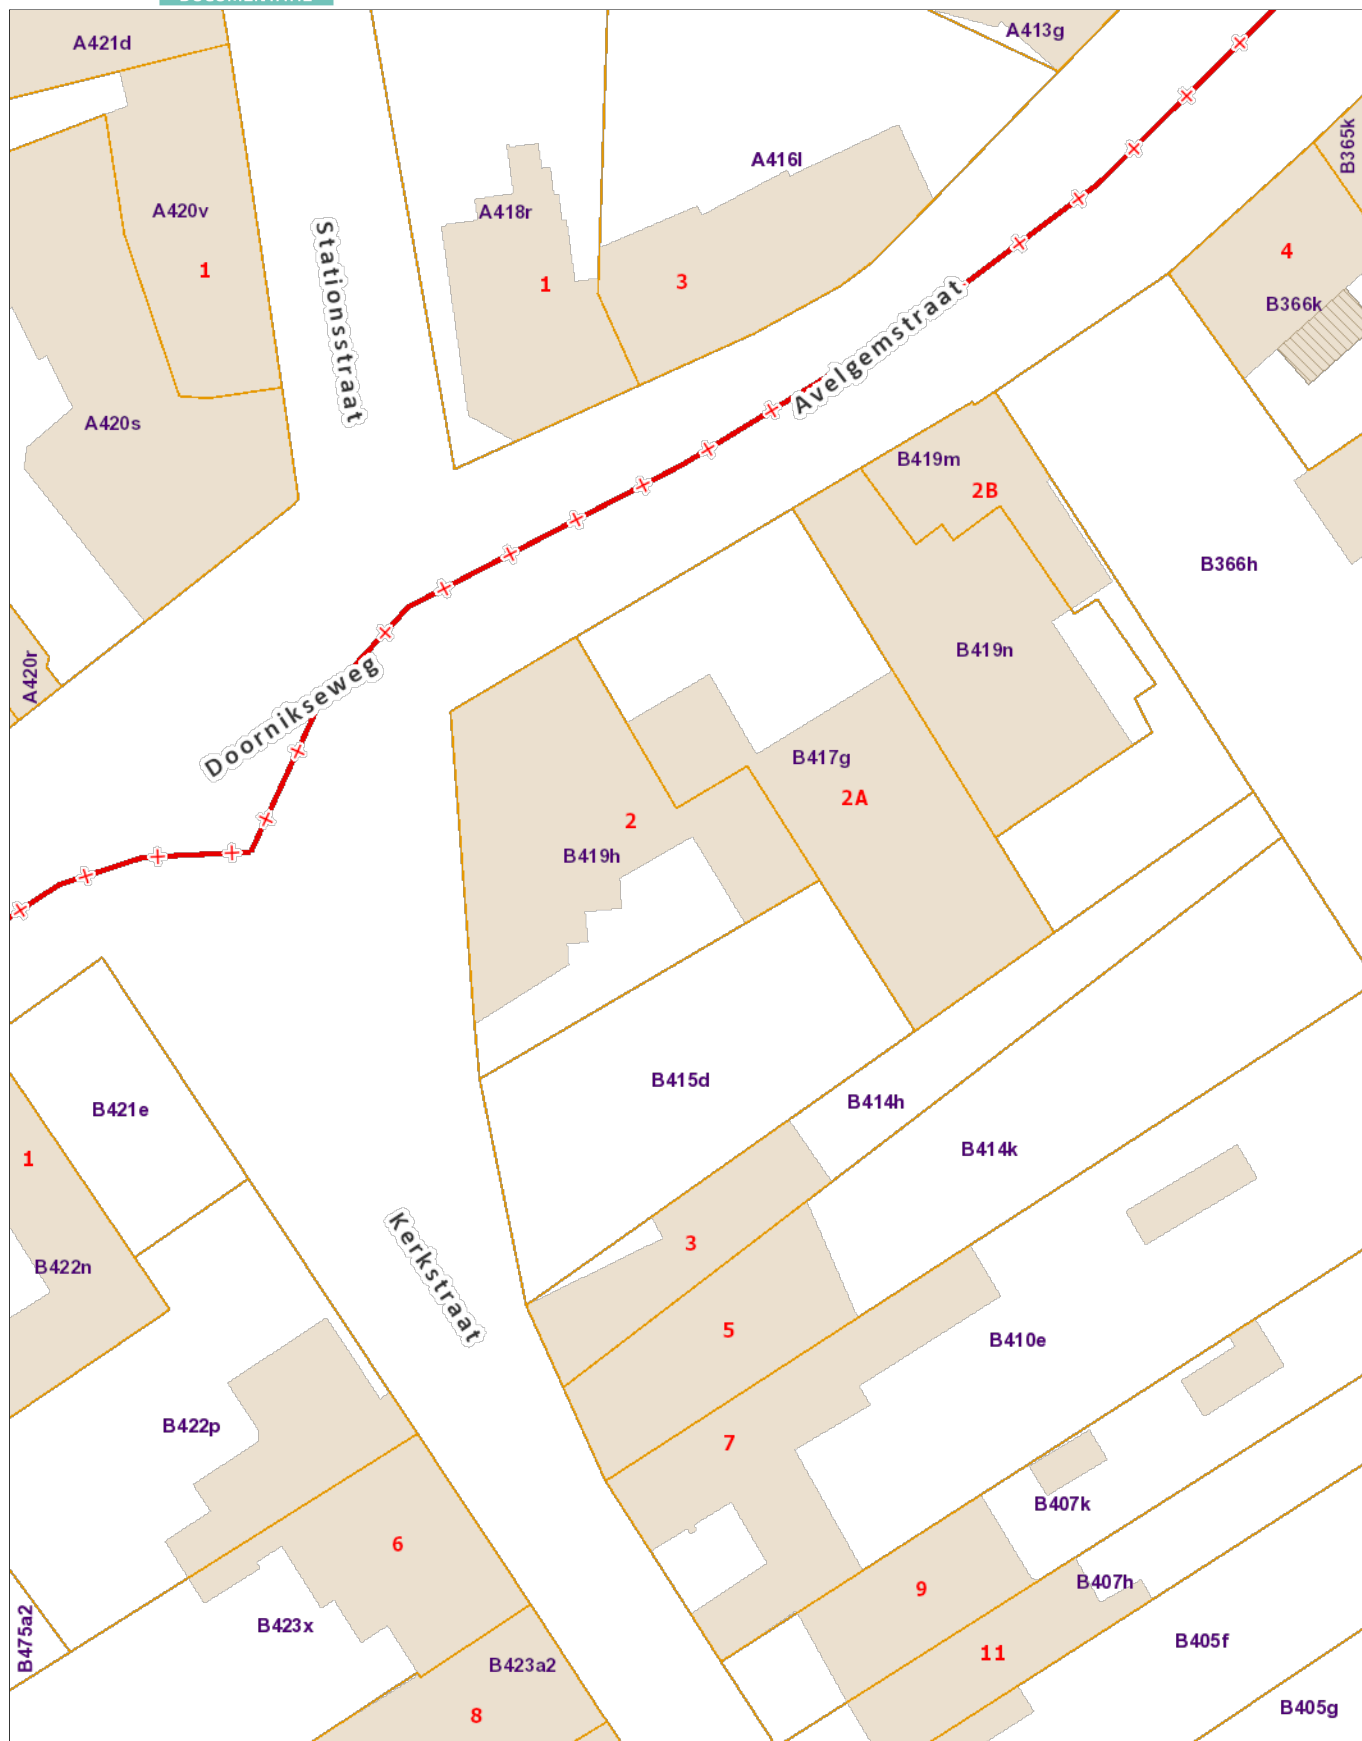 A421d
A413g
B365k
A416l
A420v
A418r
1
4
1
3
B366k
Stationsstraat
Avelgemstraat
A420s
B419m
2B
B366h
B419n
A420r
Doornikseweg
B417g
2A
2
B419h
B415d
B414h
B421e
B414k
1
3
Kerkstraat
B422n
5
B410e
B422p
7
B407k
6
B407h
9
B475a2
B423x
B405f
11
B423a2
B405g
8